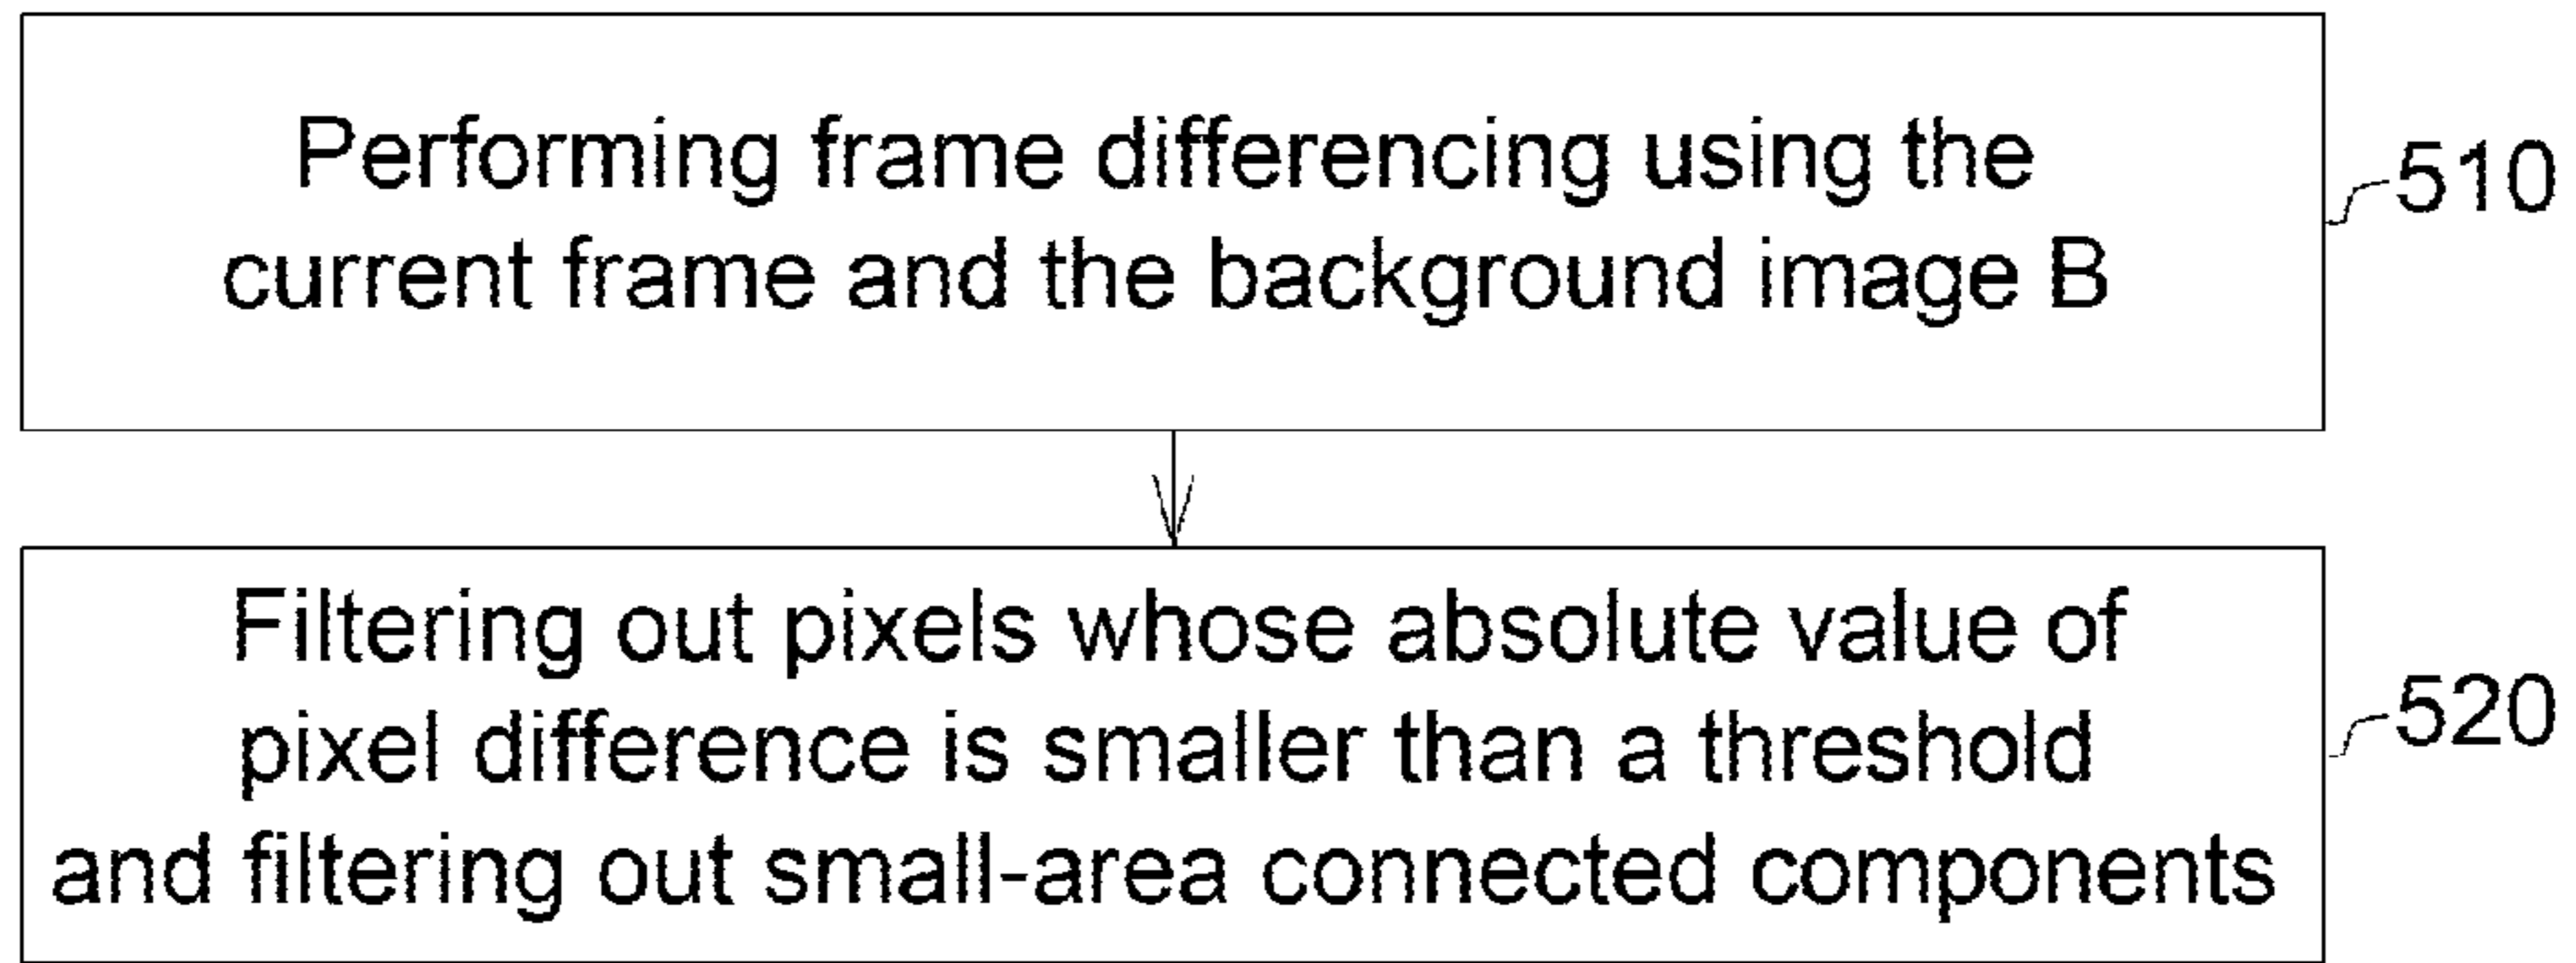 Performing frame differencing using the
current frame and the background image B
510
Filtering out pixels whose absolute value of
pixel difference is smaller than a threshold
and filtering out small-area connected components
520